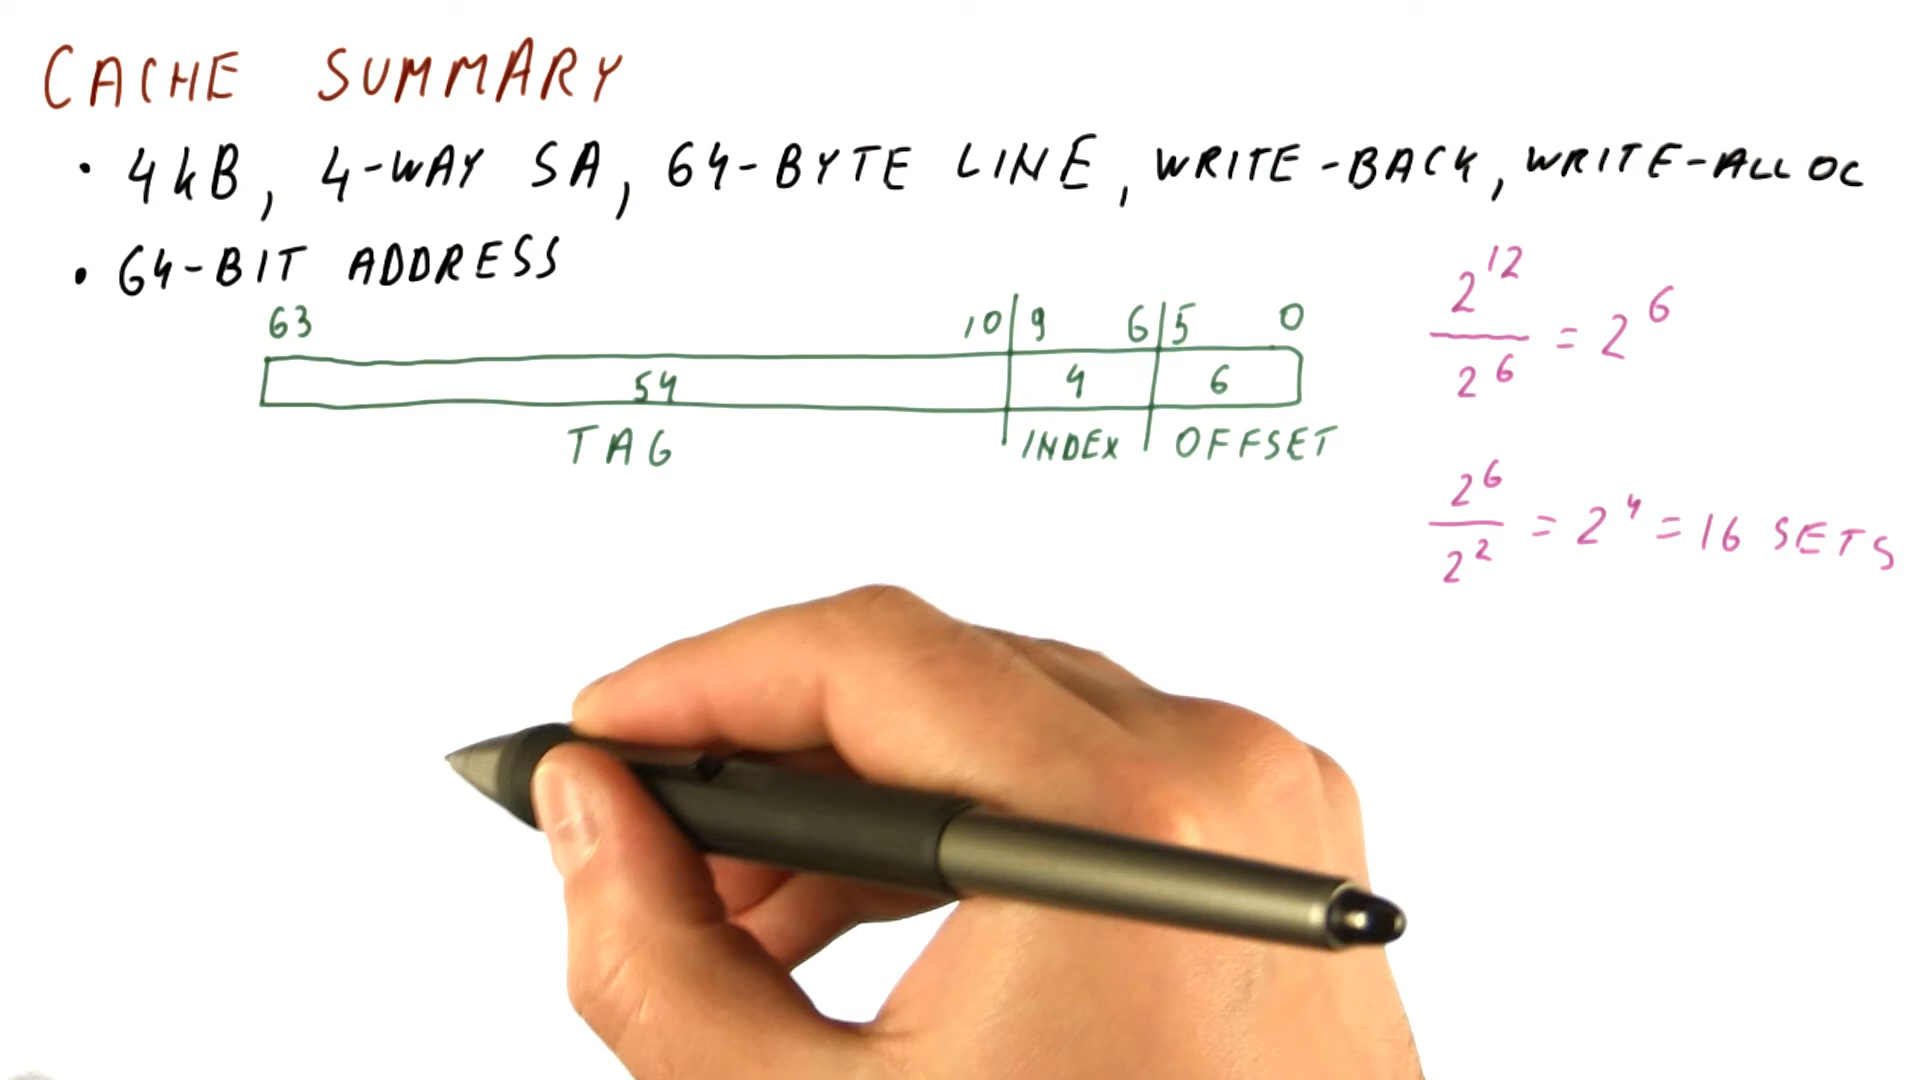 CACHE SUMMARY
• 4kB, 4-WAY SA, 64-BYTE LINE, WRITE-BACK, WRITE-ALLOC
• 64-BIT ADDRESS
63 10 9 6 5 0
54 4 6
TAG INDEX OFFSET
2^12 / 2^6 = 2^6
2^6 / 2^2 = 2^4 = 16 SETS